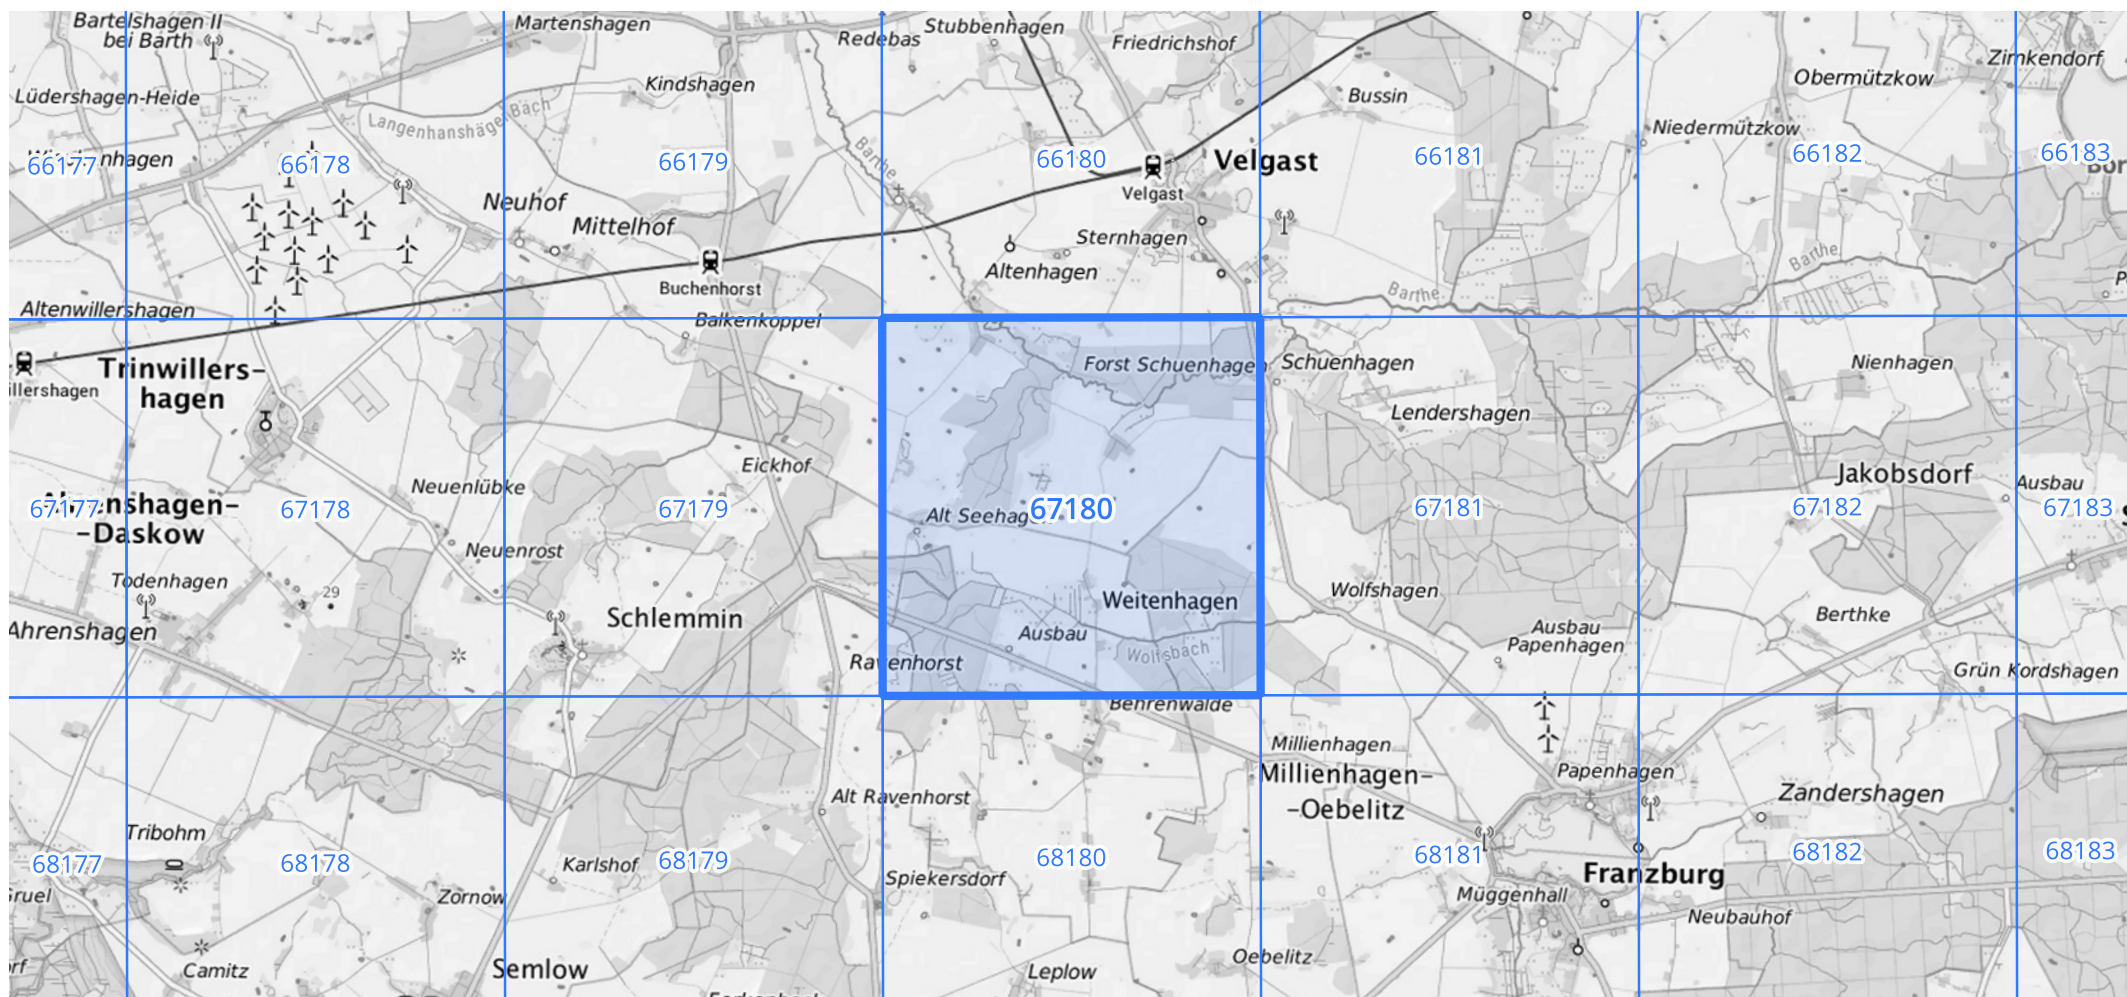 Bartelshagen II
bei Barth
Martenshagen
Redebas
Stubbenhagen
Friedrichshof
Zimkendorf
Obermützkow
Lüdershagen-Heide
Langenhanshäger Bach
Kindshagen
Bussin
Niedermützkow
66177
66178
66179
Barthe
66180
Velgast
66181
66182
66183
Velgast
Neuhof
Mittelhof
Sternhagen
Altenhagen
Barthe
Buchenhorst
Barthe
Altenwillershagen
Balkenkoppel
Trinwillers-
hagen
illershagen
Forst Schuenhagen
Schuenhagen
Nienhagen
Lendershagen
Eickhof
Jakobsdorf
Ausbau
Neuenlübke
67177
-Daskow
67178
67179
Alt Seehagen
67180
67181
67182
67183
Neuenrost
Todenhagen
29
Ahrenshagen
Schlemmin
Weitenhagen
Wolfshagen
Berthke
Ausbau
Wolfsbach
Ausbau
Papenhagen
Ravenhorst
Grün Kordshagen
Behrenwalde
Millienhagen
Millienhagen-
-Oebelitz
Papenhagen
Zandershagen
Alt Ravenhorst
Tribohm
68177
68178
Karlshof
68179
68180
68181
68182
68183
Spiekersdorf
Franzburg
Müggenhall
Neubauhof
Zornow
Camitz
Semlow
Leplow
Oebelitz